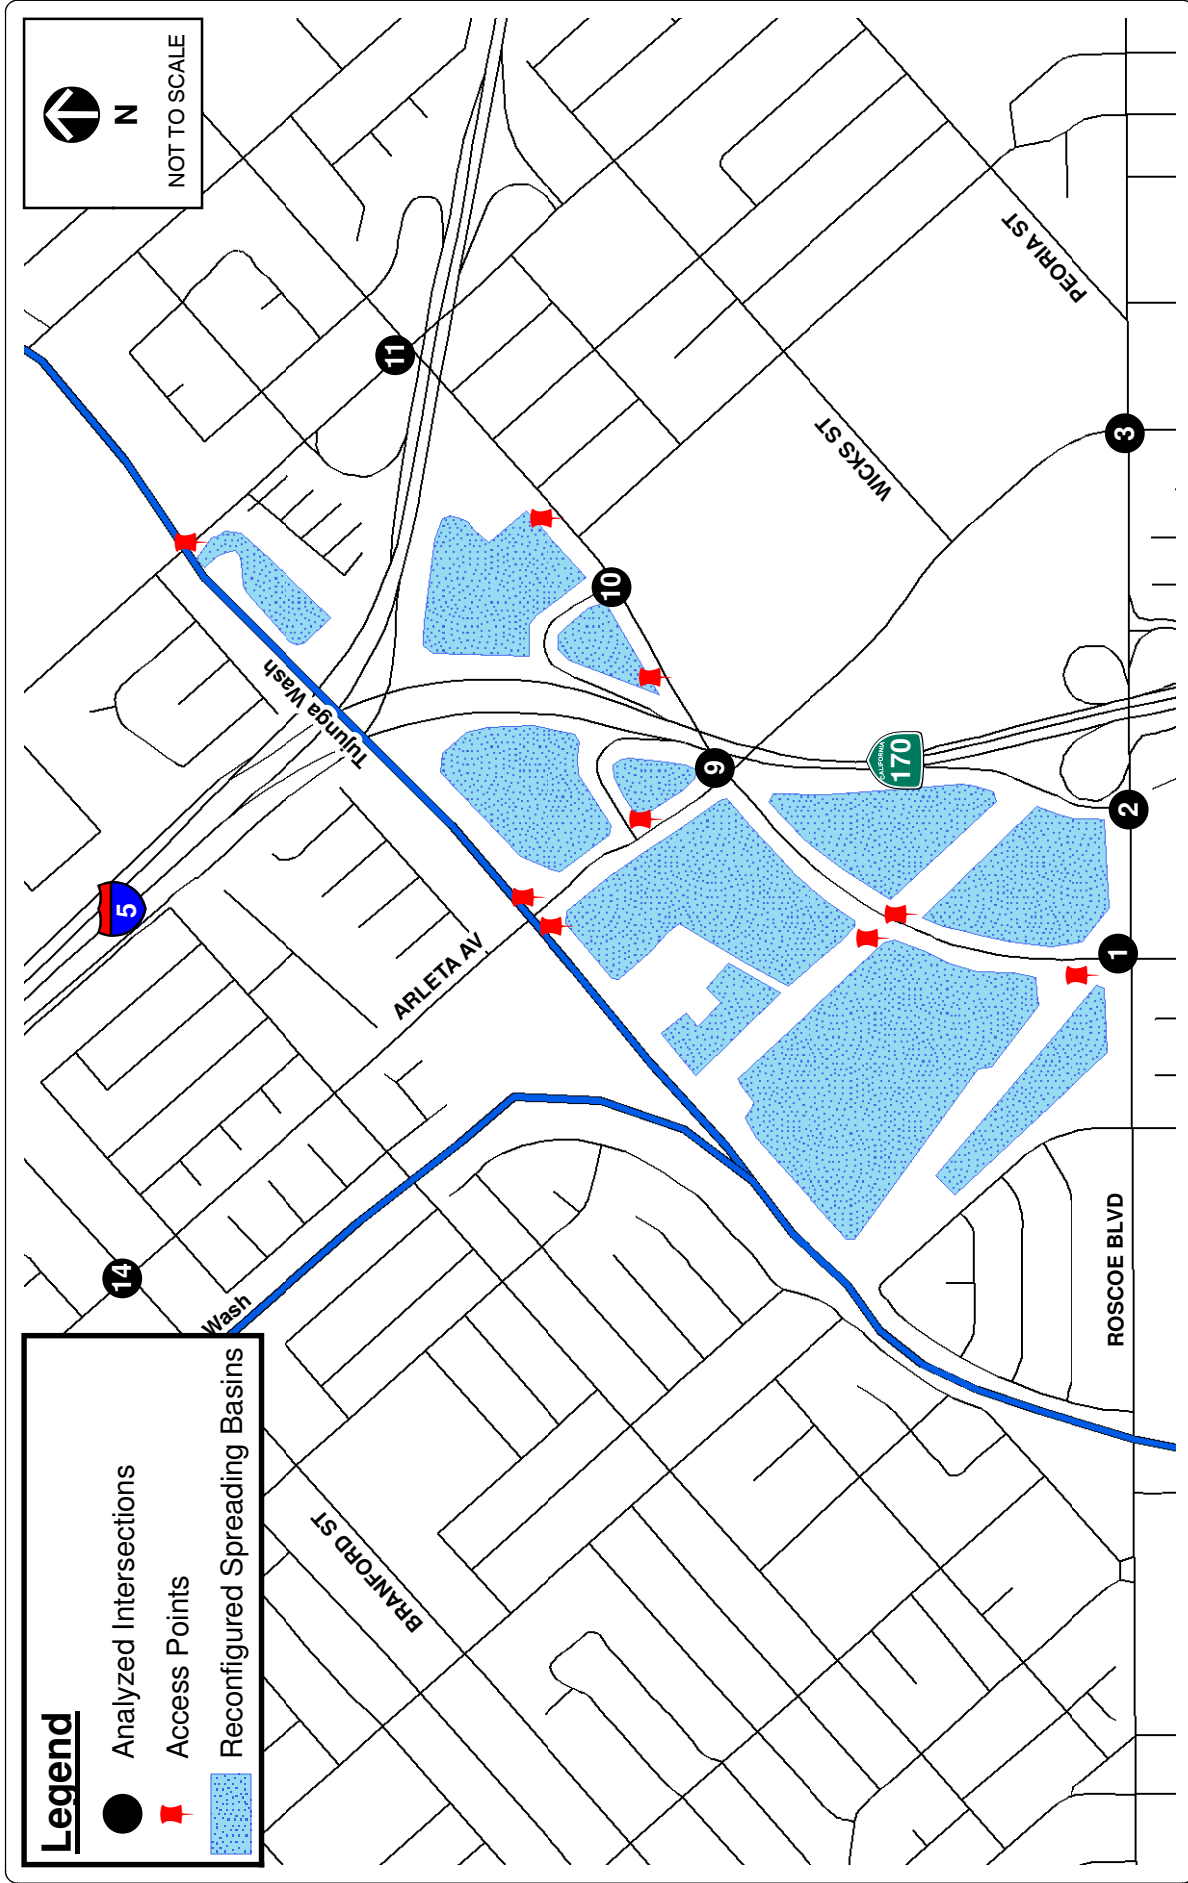 Legend
Analyzed Intersections
Access Points
Reconfigured Spreading Basins
N
NOT TO SCALE
14
Wash
BRANFORD ST
5
ARLETA AV
Tujunga Wash
11
10
9
CALIFORNIA
170
WICKS ST
PEORIA ST
ROSCOE BLVD
1
2
3